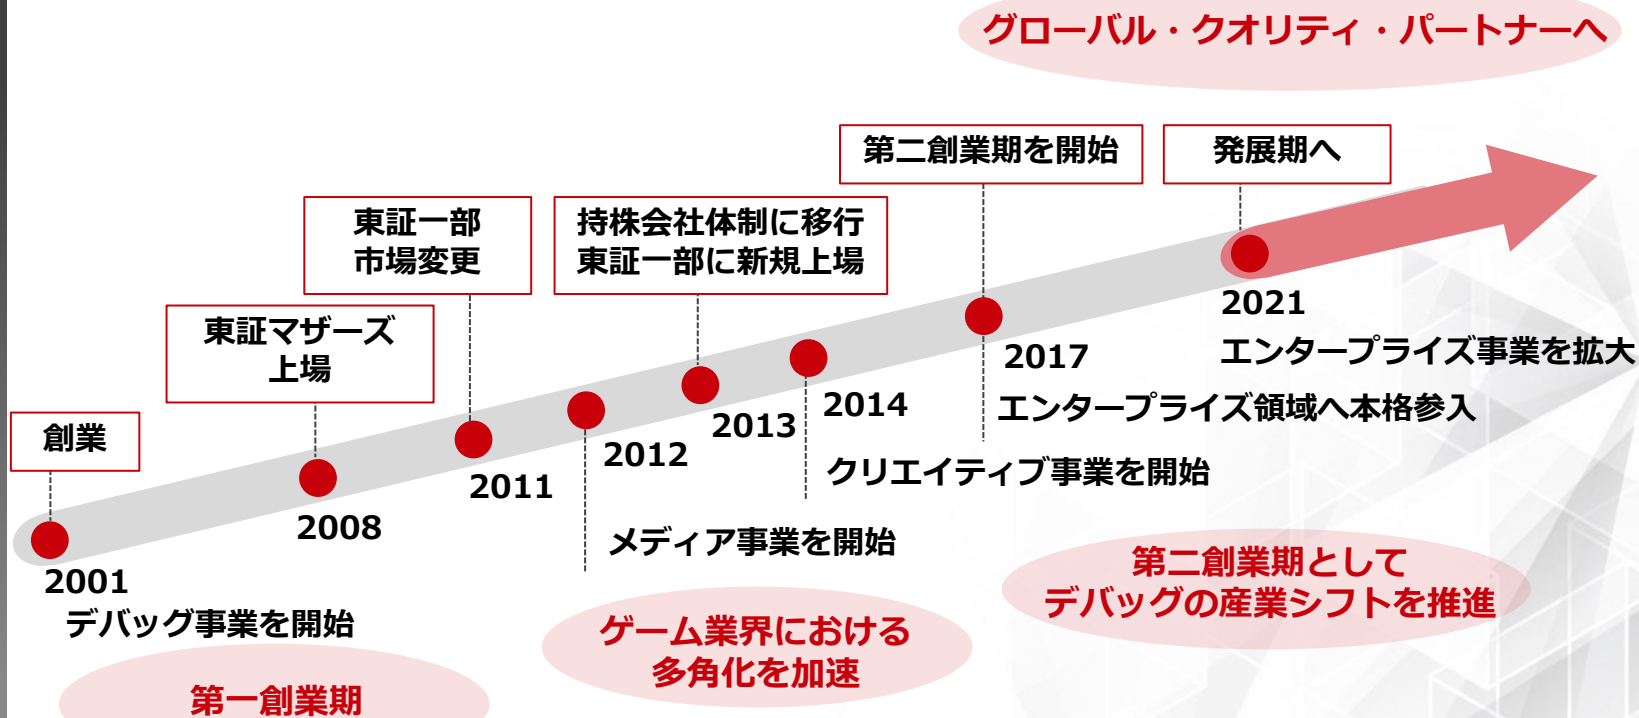 グローバル・クオリティ・パートナーへ
第二創業期を開始
発展期へ
東証一部
市場変更
持株会社体制に移行
東証一部に新規上場
東証マザーズ
上場
創業
2021
エンタープライズ事業を拡大
2017
エンタープライズ領域へ本格参入
2014
クリエイティブ事業を開始
2013
2012
メディア事業を開始
2011
2008
2001
デバッグ事業を開始
第二創業期として
デバッグの産業シフトを推進
ゲーム業界における
多角化を加速
第一創業期